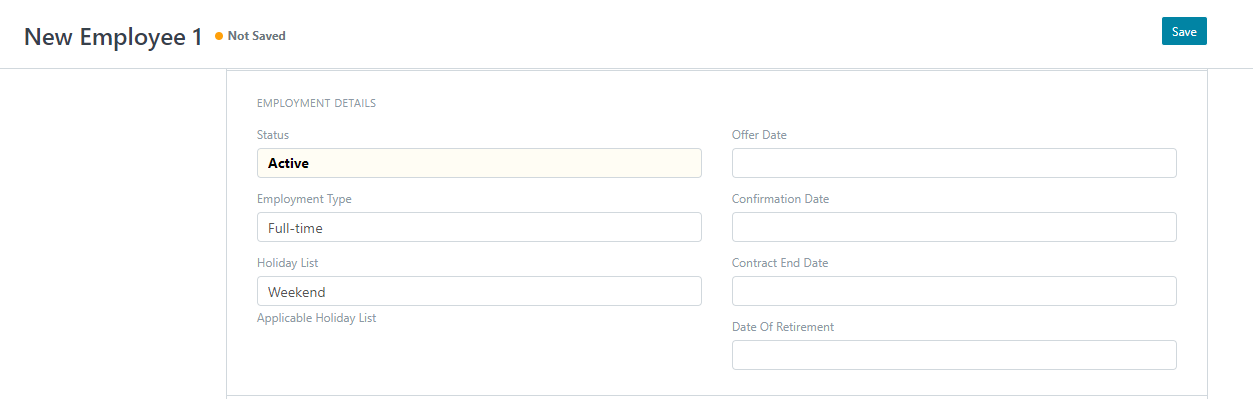 New Employee 1 Not Saved Save
EMPLOYMENT DETAILS
Status
Active
Employment Type
Full-time
Holiday List
Weekend
Applicable Holiday List
Offer Date
Confirmation Date
Contract End Date
Date Of Retirement